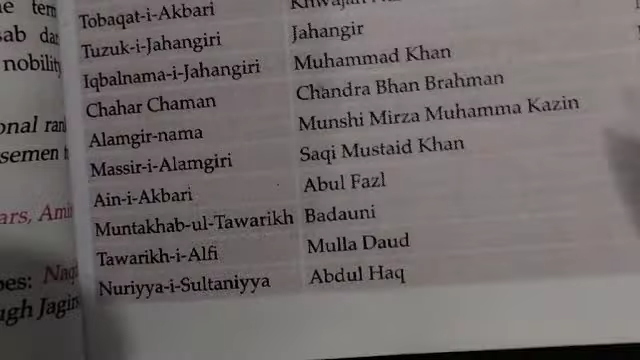 Tobaqat-i-Akbari
Tuzuk-i-Jahangiri Jahangir
Iqbalnama-i-Jahangiri Muhammad Khan
Chahar Chaman Chandra Bhan Brahman
Alamgir-nama Munshi Mirza Muhamma Kazin
Massir-i-Alamgiri Saqi Mustaid Khan
Ain-i-Akbari Abul Fazl
Muntakhab-ul-Tawarikh Badauni
Tawarikh-i-Alfi Mulla Daud
Nuriyya-i-Sultaniyya Abdul Haq
nobility